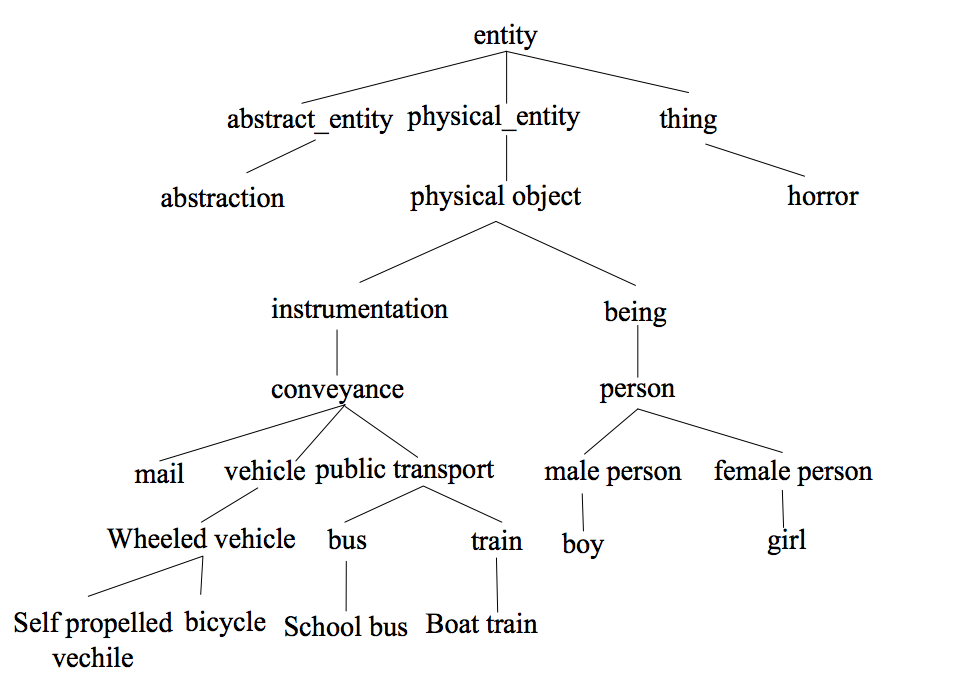 entity
abstract_entity physical_entity thing
abstraction physical object horror
instrumentation being
conveyance person
mail vehicle public transport male person female person
Wheeled vehicle bus train boy girl
Self propelled bicycle School bus Boat train
vechile